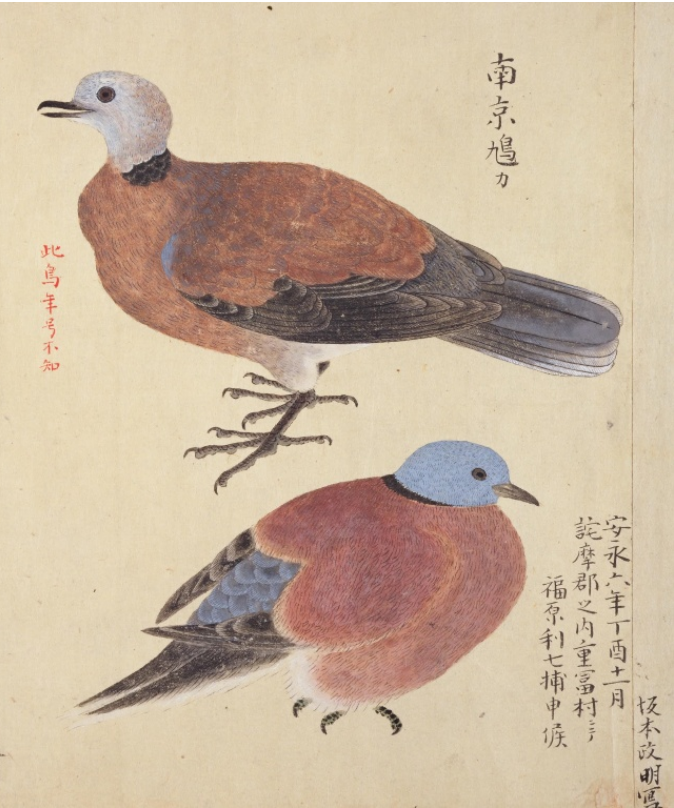 南京鳩カ
安永六年丁酉十一月
詫摩郡之内重富村ニテ
福原利七捕申候
坂本政明写
此鳥年号不知